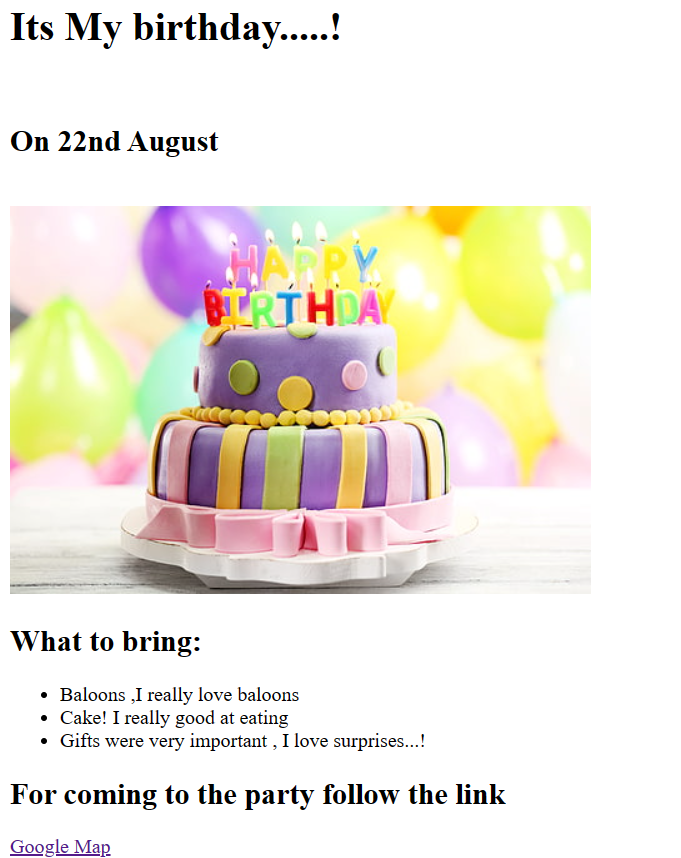 Its My birthday.....!
On 22nd August
HAPPY
BIRTHDAY
What to bring:
Baloons ,I really love baloons
Cake! I really good at eating
Gifts were very important , I love surprises...!
For coming to the party follow the link
Google Map